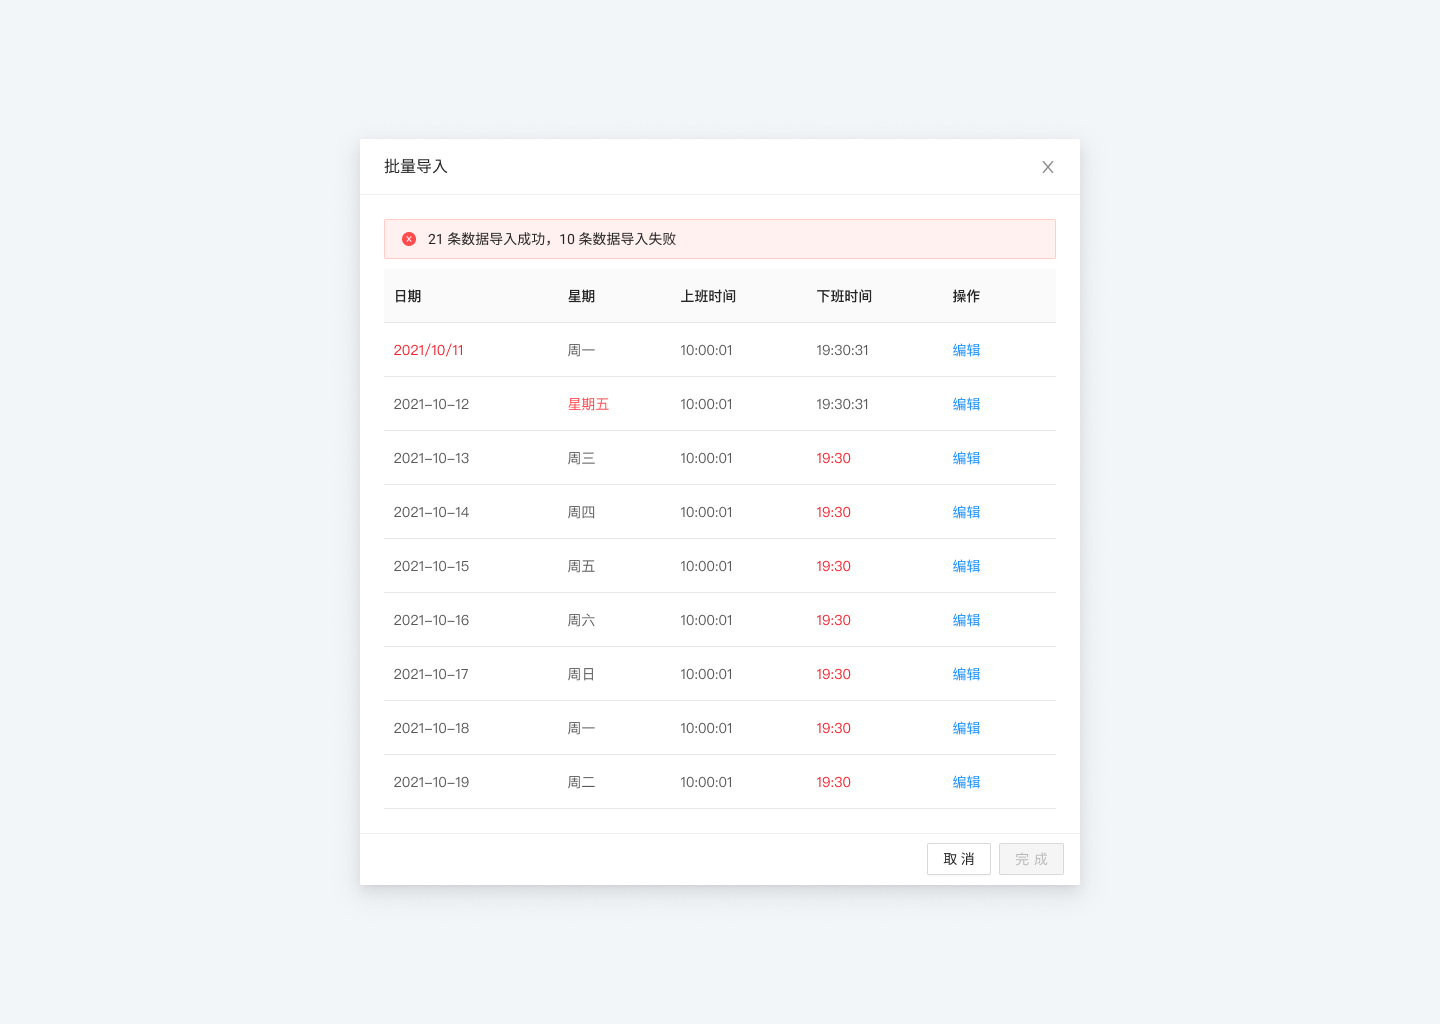 批量导入
21 条数据导入成功，10 条数据导入失败
日期 星期 上班时间 下班时间 操作
2021/10/11 周一 10:00:01 19:30:31 编辑
2021-10-12 星期五 10:00:01 19:30:31 编辑
2021-10-13 周三 10:00:01 19:30 编辑
2021-10-14 周四 10:00:01 19:30 编辑
2021-10-15 周五 10:00:01 19:30 编辑
2021-10-16 周六 10:00:01 19:30 编辑
2021-10-17 周日 10:00:01 19:30 编辑
2021-10-18 周一 10:00:01 19:30 编辑
2021-10-19 周二 10:00:01 19:30 编辑
取 消 完 成